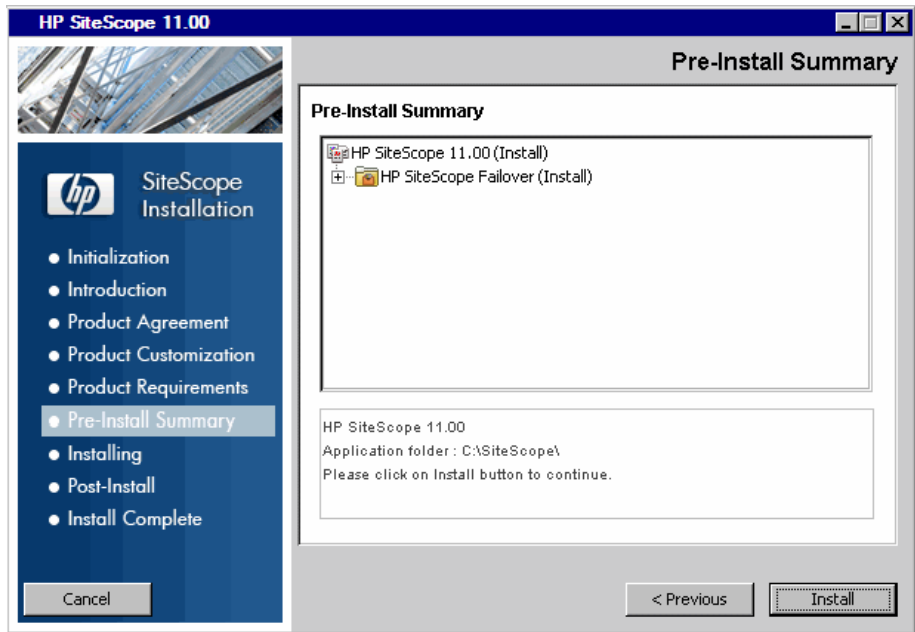 HP SiteScope 11.00
Pre-Install Summary
hp
SiteScope
Installation
Initialization
Introduction
Product Agreement
Product Customization
Product Requirements
Pre-Install Summary
Installing
Post-Install
Install Complete
Cancel
Pre-Install Summary
HP SiteScope 11.00 (Install)
HP SiteScope Failover (Install)
HP SiteScope 11.00
Application folder : C:\SiteScope\
Please click on Install button to continue.
< Previous
Install